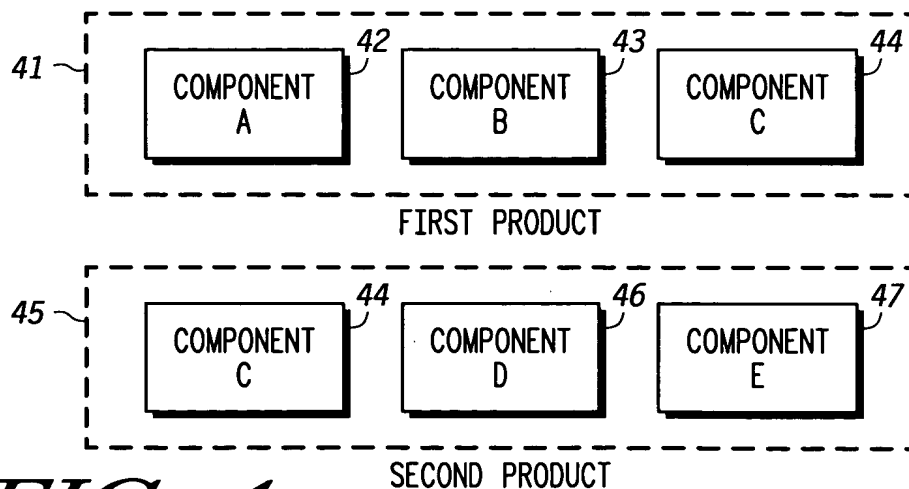 41
42
COMPONENT
A
43
COMPONENT
B
44
COMPONENT
C
FIRST PRODUCT
45
44
COMPONENT
C
46
COMPONENT
D
47
COMPONENT
E
SECOND PRODUCT